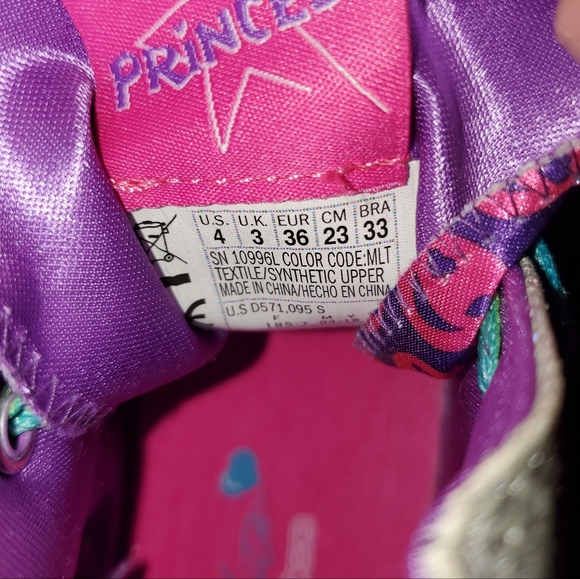 PRINCE
U.S. U.K. EUR CM BRA
4 3 36 23 33
SN 10996L COLOR CODE:MLT
TEXTILE/SYNTHETIC UPPER
MADE IN CHINA/HECHO EN CHINA
U.S D571,095 S
F M Y